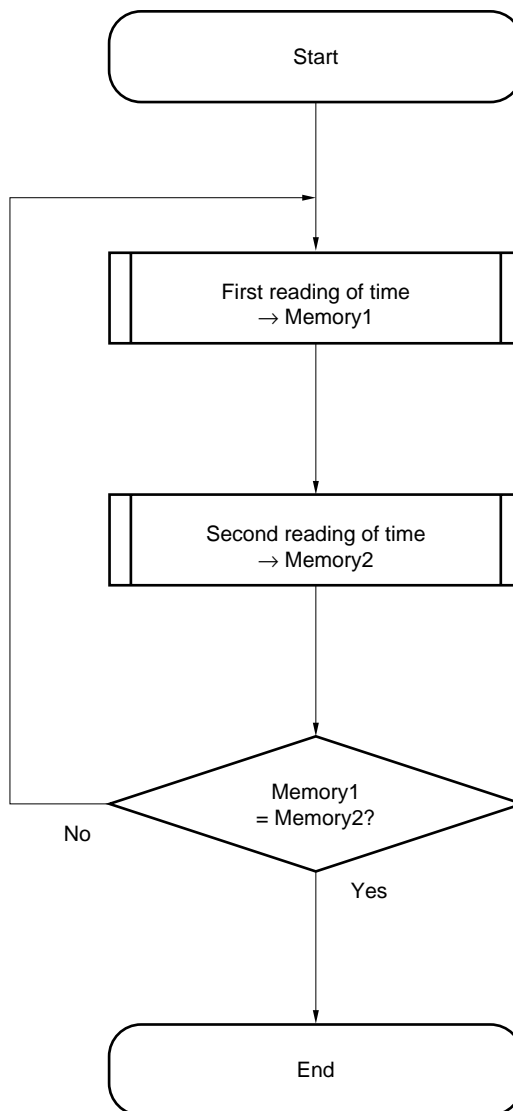 Start
First reading of time
→ Memory1
Second reading of time
→ Memory2
Memory1
= Memory2?
No
Yes
End